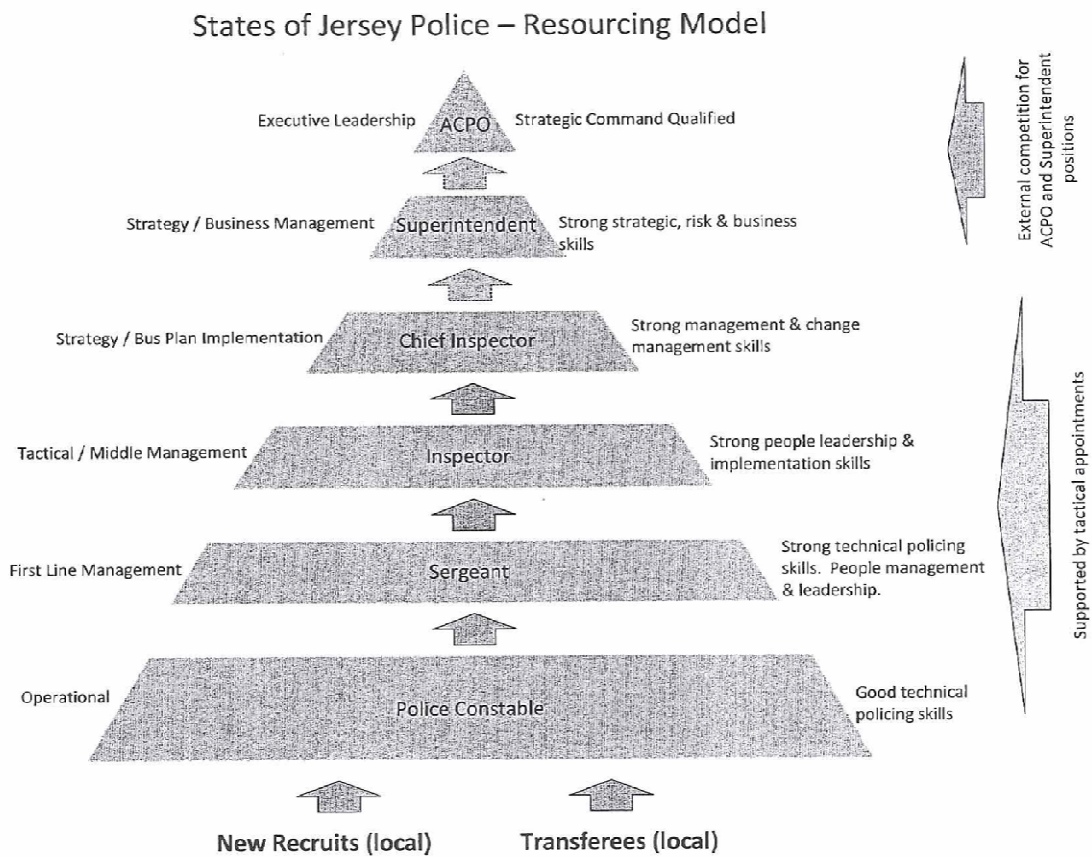 States of Jersey Police – Resourcing Model
Executive Leadership
ACPO
Strategic Command Qualified
Strategy / Business Management
Superintendent
Strong strategic, risk & business
skills
Strategy / Bus Plan Implementation
Chief Inspector
Strong management & change
management skills
Tactical / Middle Management
Inspector
Strong people leadership &
implementation skills
First Line Management
Sergeant
Strong technical policing
skills. People management
& leadership.
Operational
Police Constable
Good technical
policing skills
New Recruits (local)
Transferees (local)
External competition for
ACPO and Superintendent
positions
Supported by tactical appointments